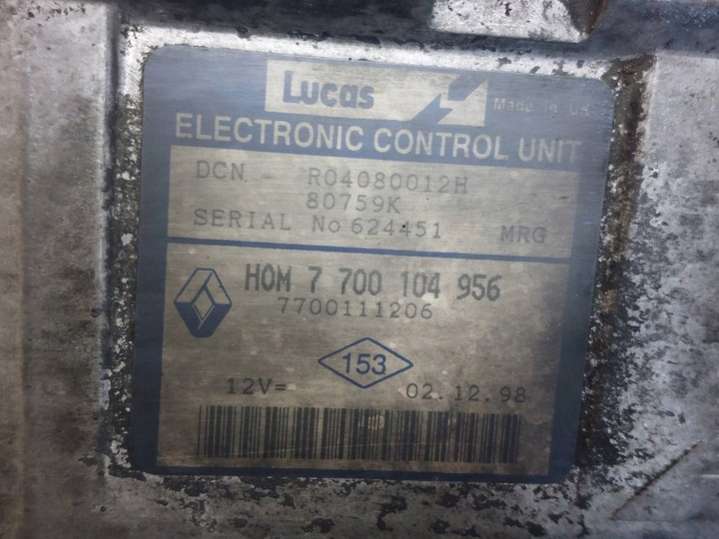 Lucas
Made in UK
ELECTRONIC CONTROL UNIT
DCN - R04080012H
80759K
SERIAL No 624451 MRG
HOM 7 700 104 956
7700111206
153
12V= 02.12.98